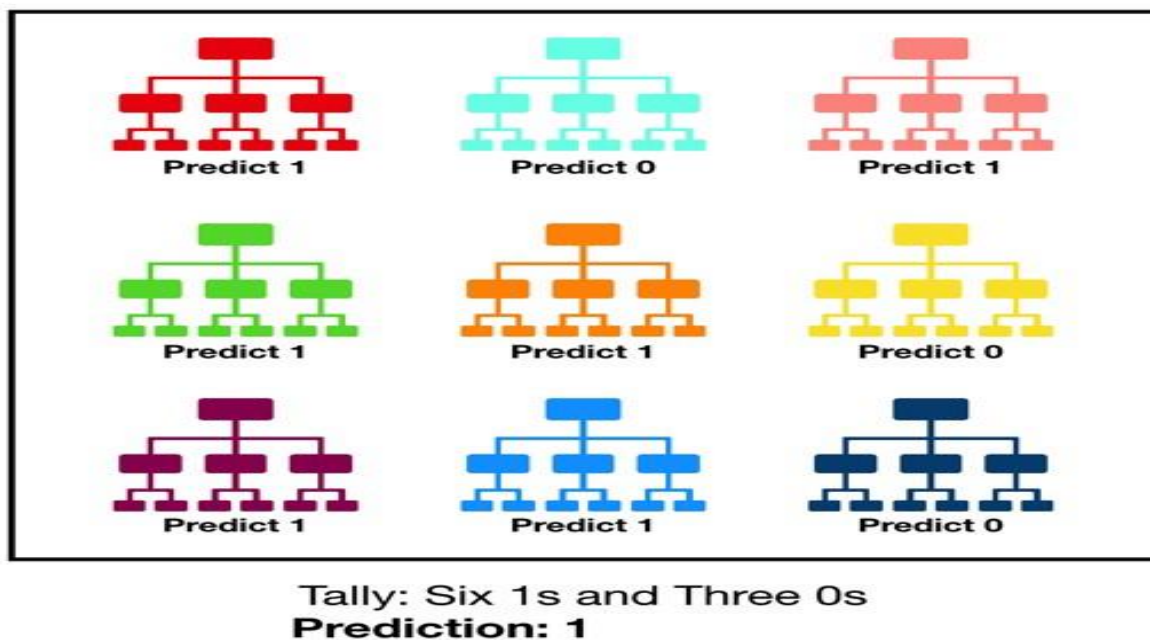 Predict 1 Predict 0 Predict 1
Predict 1 Predict 1 Predict 0
Predict 1 Predict 1 Predict 0
Tally: Six 1s and Three 0s
Prediction: 1